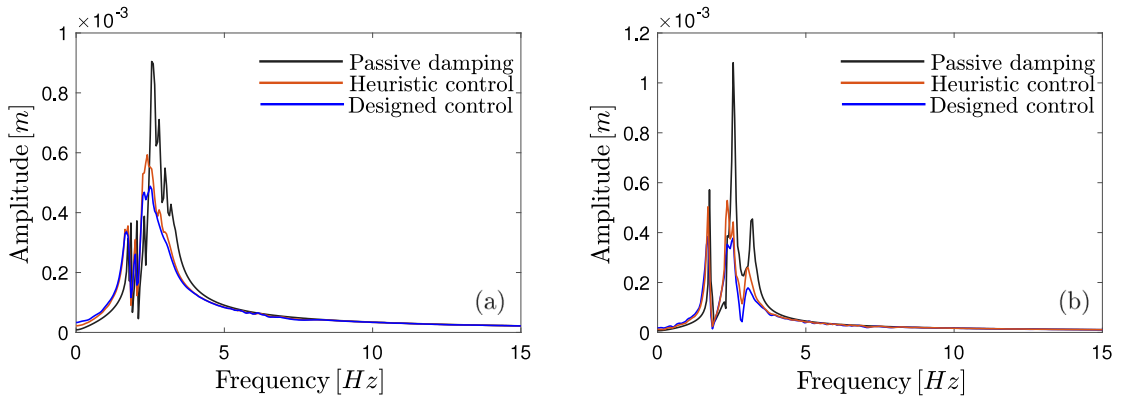 ×10⁻³
1
0.8
0.6
0.4
0.2
0
Amplitude [m]
Passive damping
Heuristic control
Designed control
(a)
0 5 10 15
Frequency [Hz]
×10⁻³
1.2
1
0.8
0.6
0.4
0.2
0
Amplitude [m]
Passive damping
Heuristic control
Designed control
(b)
0 5 10 15
Frequency [Hz]